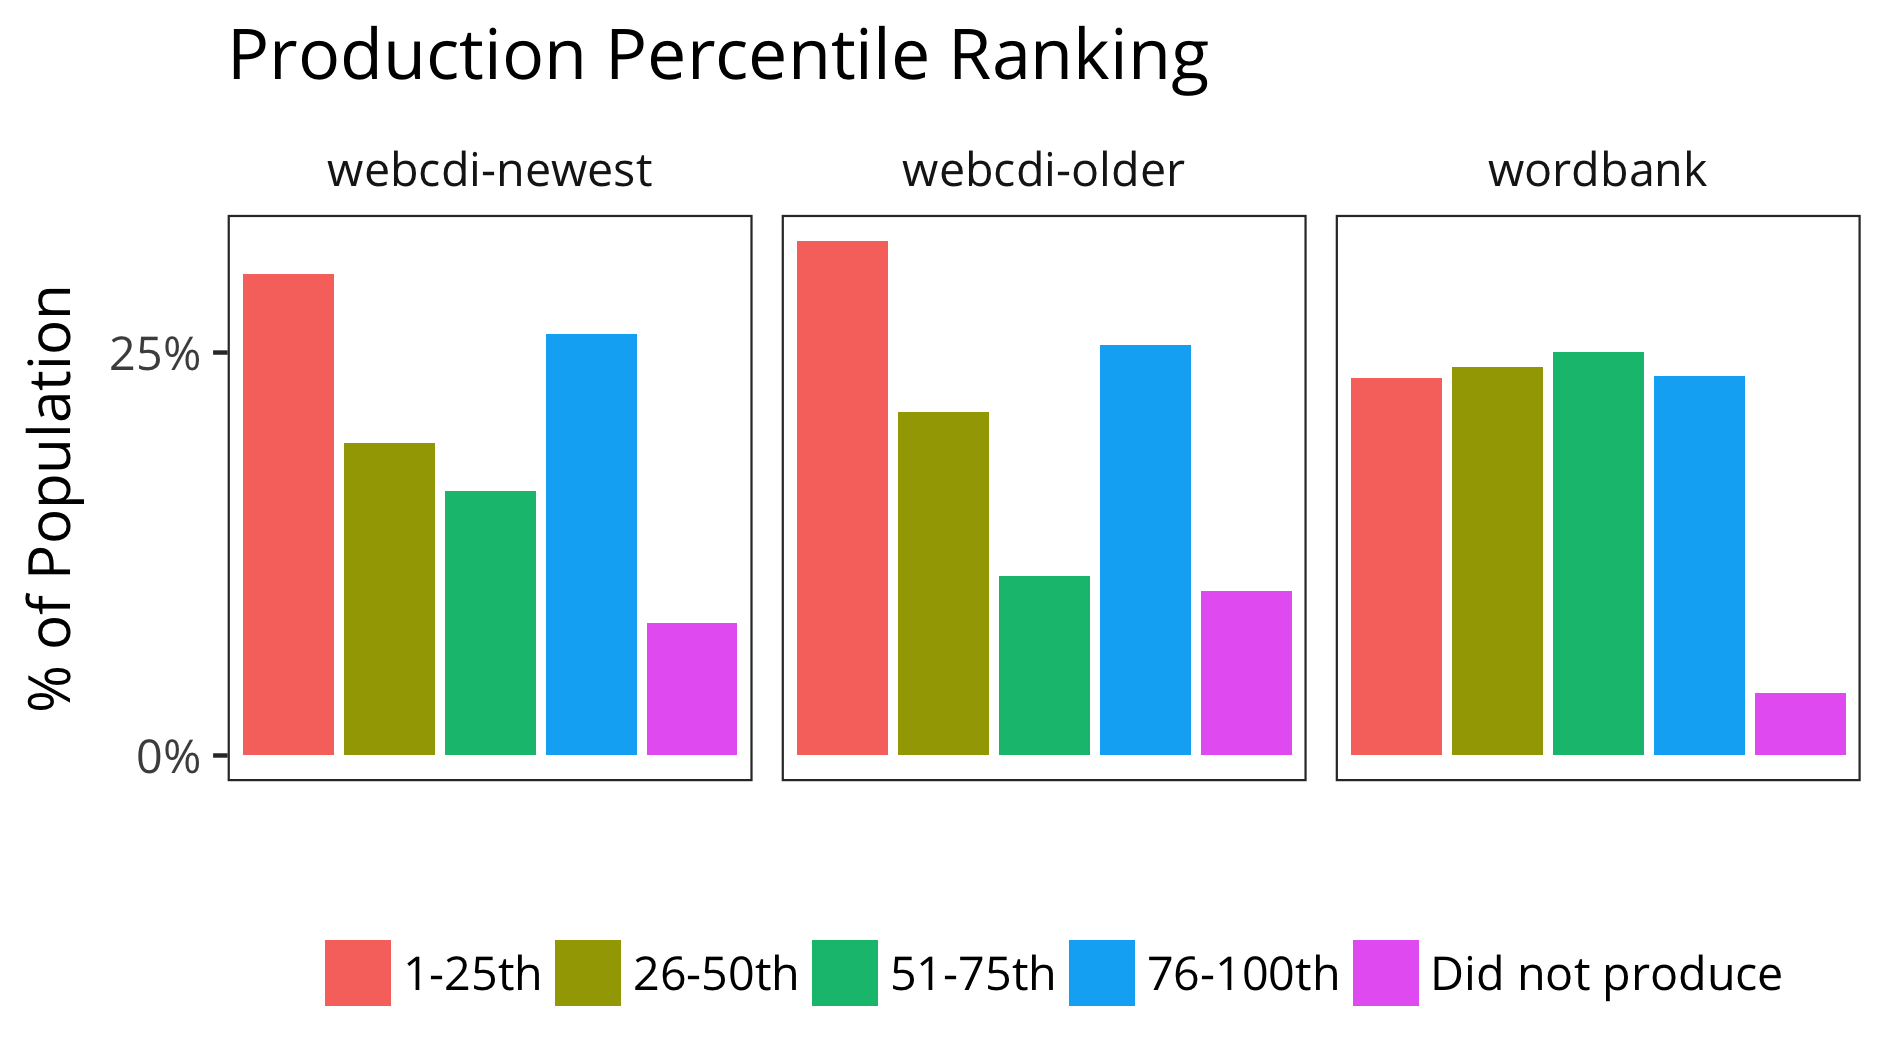 Production Percentile Ranking
webcdi-newest
webcdi-older
wordbank
% of Population
25%
0%
1-25th
26-50th
51-75th
76-100th
Did not produce